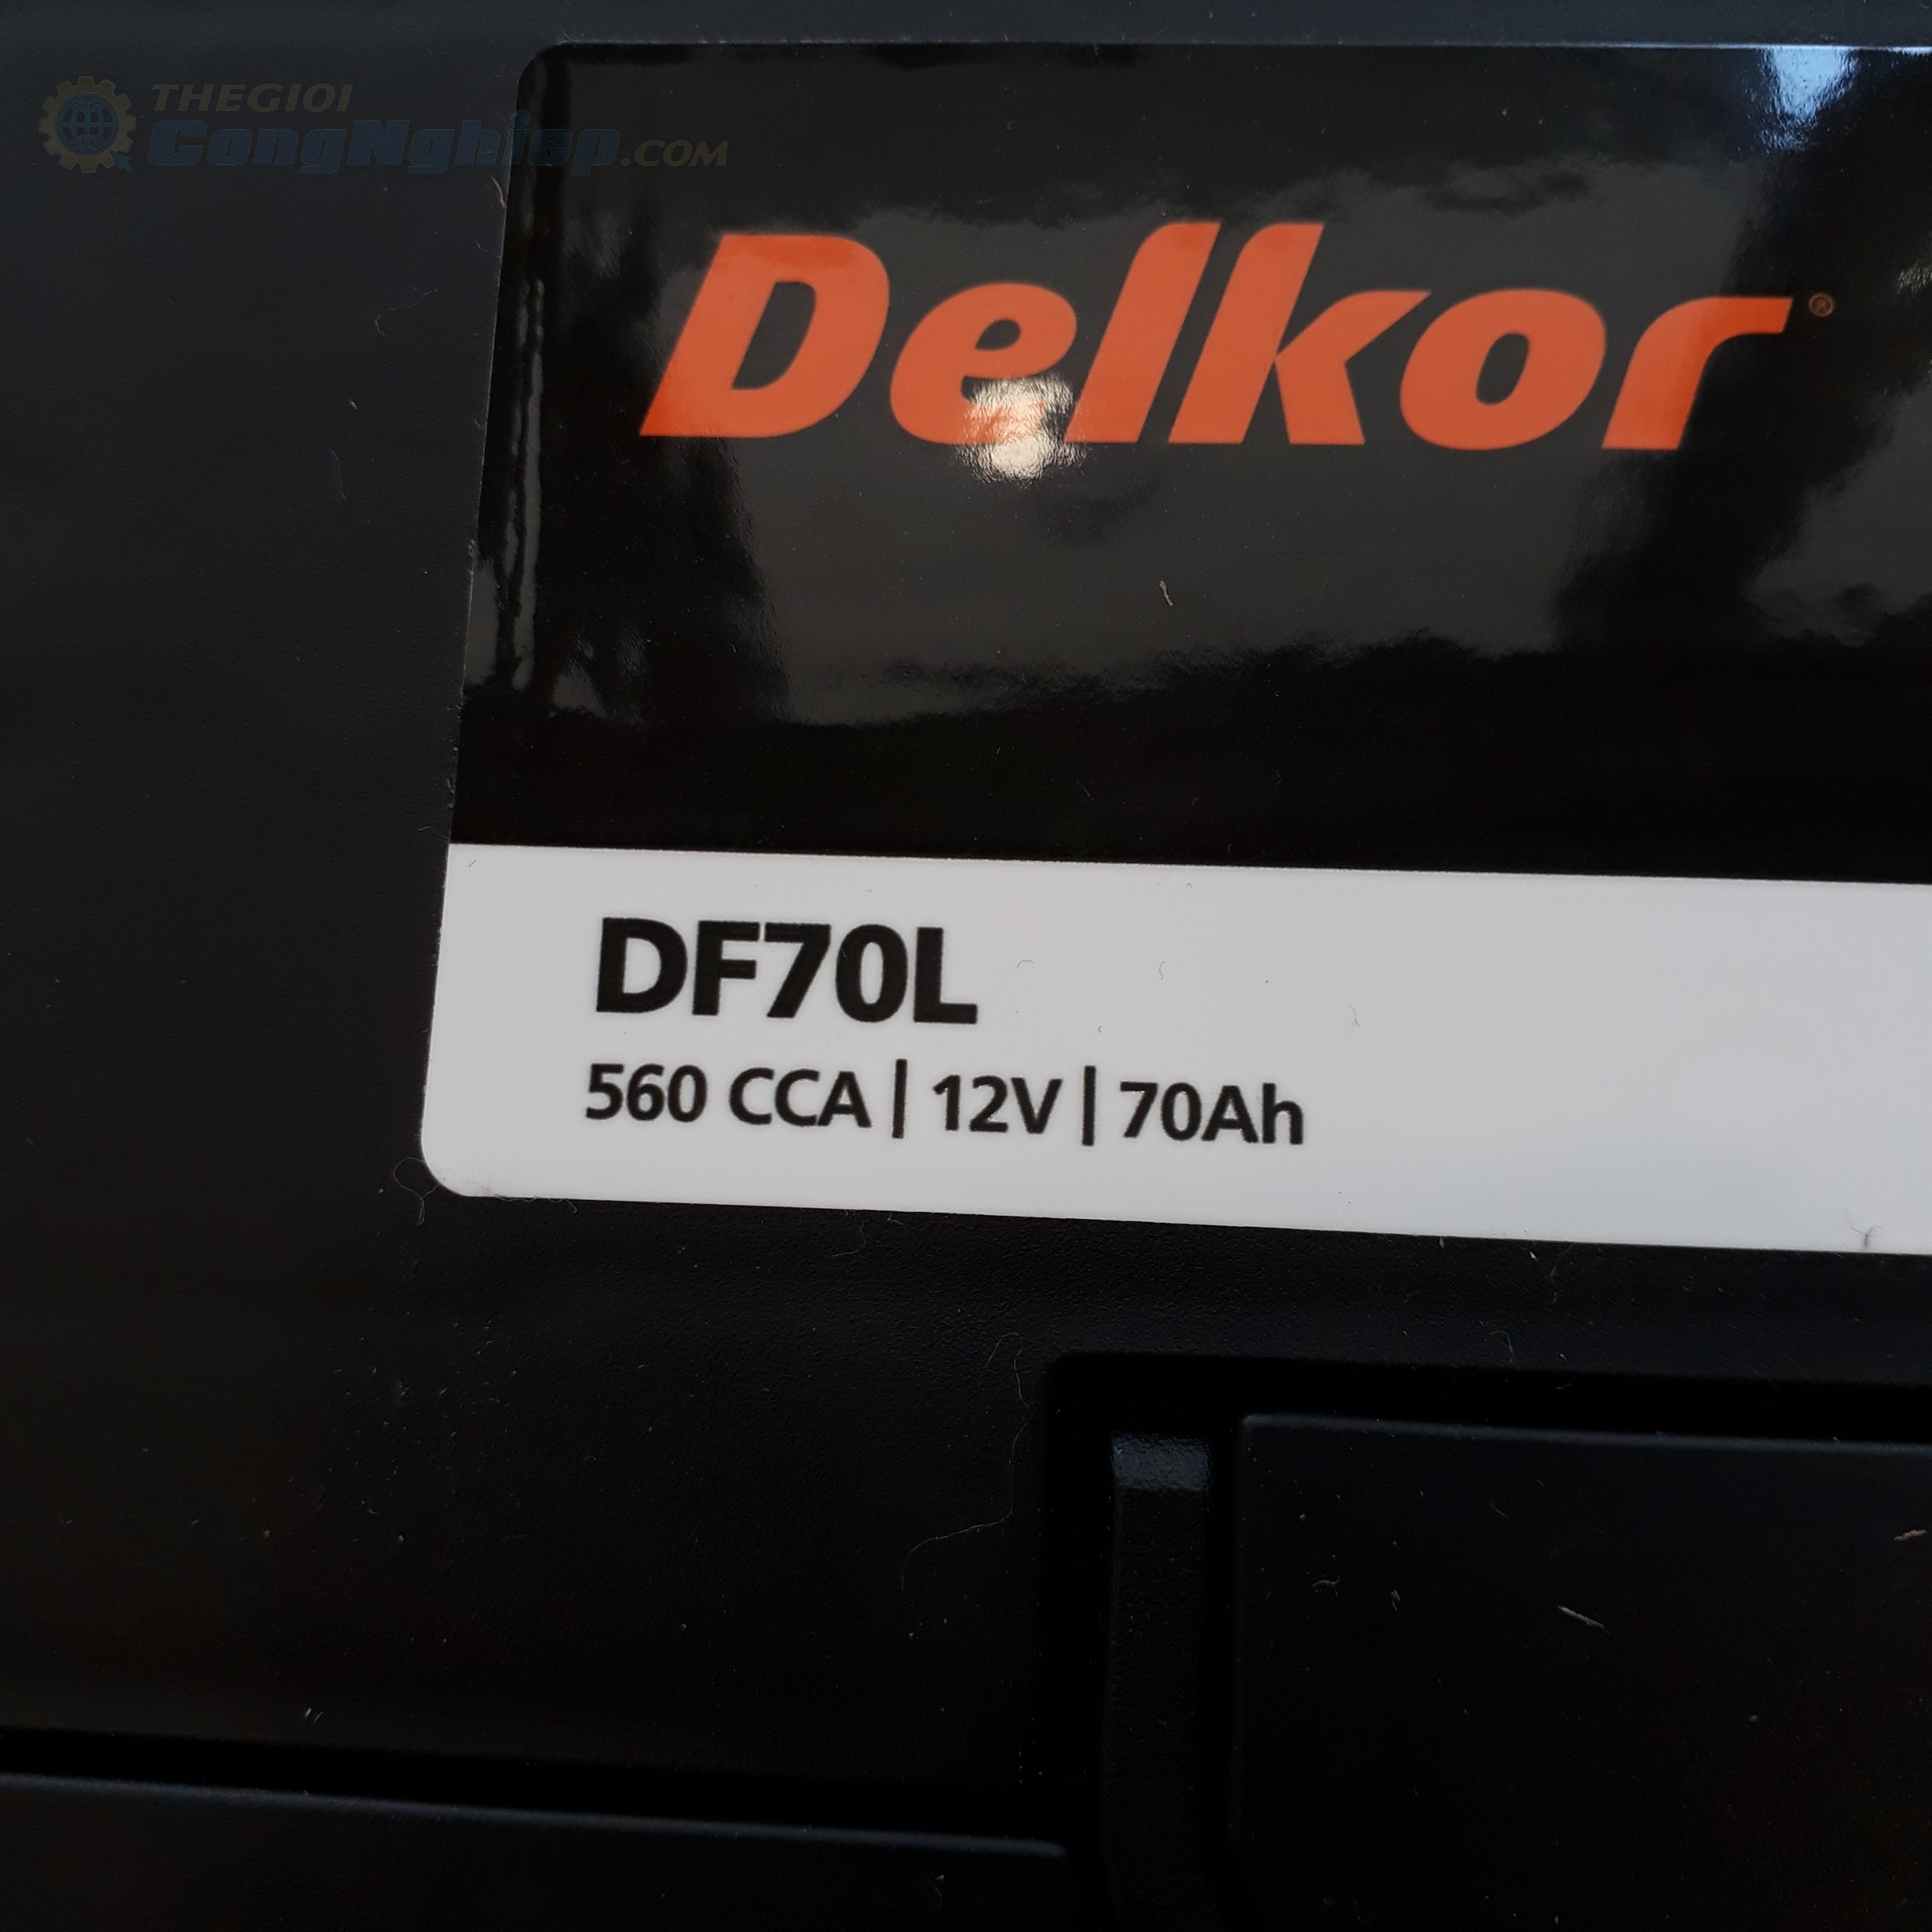 THEGIOI
CongNghiep.COM
Delkor®
DF70L
560 CCA | 12V | 70Ah